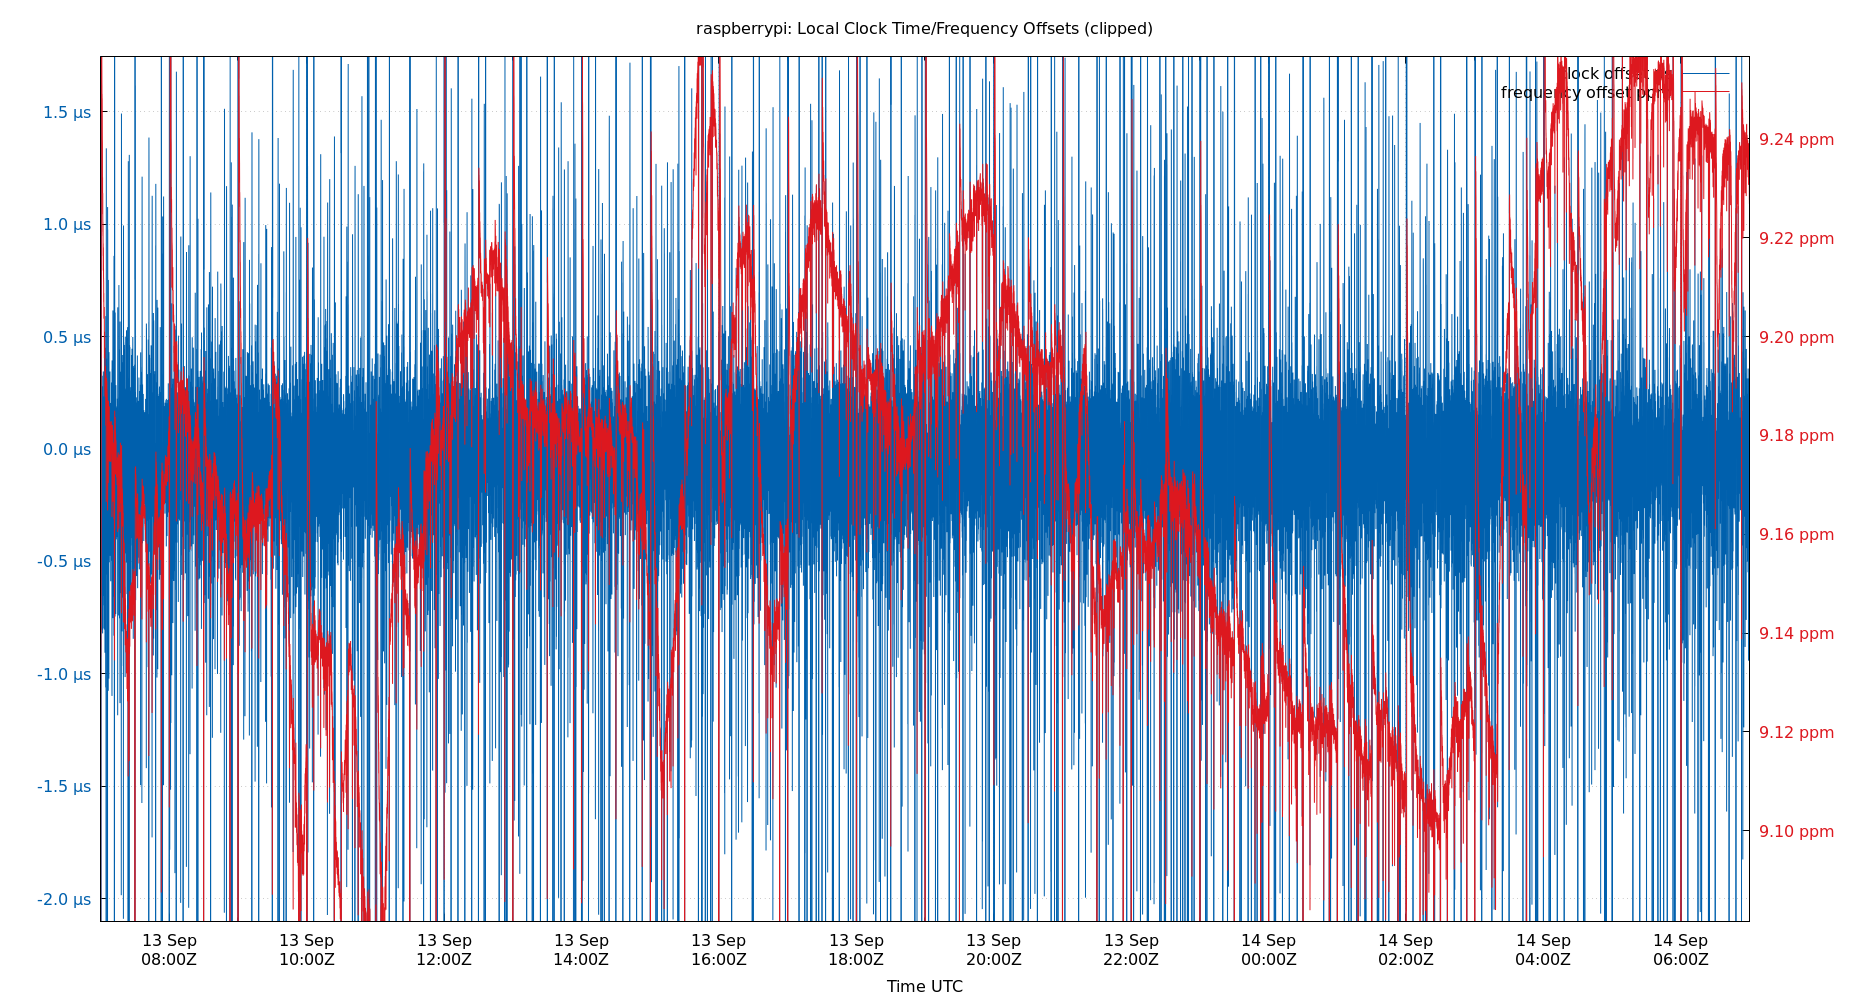 raspberrypi: Local Clock Time/Frequency Offsets (clipped)
frequency offset ppm
1.5 µs
1.0 µs
0.5 µs
0.0 µs
-0.5 µs
-1.0 µs
-1.5 µs
-2.0 µs
9.24 ppm
9.22 ppm
9.20 ppm
9.18 ppm
9.16 ppm
9.14 ppm
9.12 ppm
9.10 ppm
13 Sep 08:00Z
13 Sep 10:00Z
13 Sep 12:00Z
13 Sep 14:00Z
13 Sep 16:00Z
13 Sep 18:00Z
13 Sep 20:00Z
13 Sep 22:00Z
14 Sep 00:00Z
14 Sep 02:00Z
14 Sep 04:00Z
14 Sep 06:00Z
Time UTC